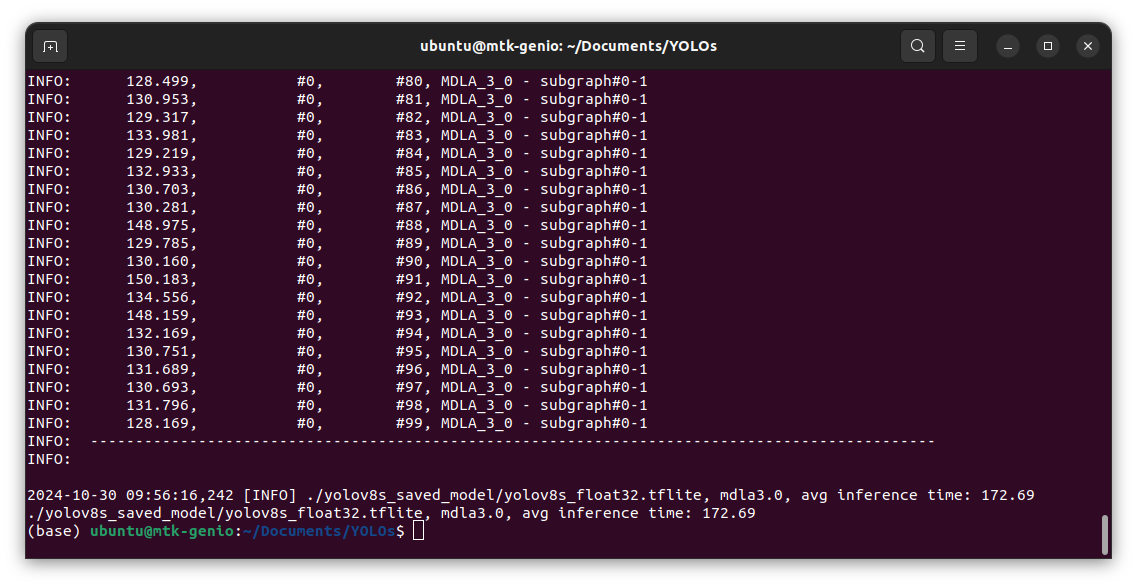 ubuntu@mtk-genio: ~/Documents/YOLOs
INFO:      128.499,           #0,        #80, MDLA_3_0 - subgraph#0-1
INFO:      130.953,           #0,        #81, MDLA_3_0 - subgraph#0-1
INFO:      129.317,           #0,        #82, MDLA_3_0 - subgraph#0-1
INFO:      133.981,           #0,        #83, MDLA_3_0 - subgraph#0-1
INFO:      129.219,           #0,        #84, MDLA_3_0 - subgraph#0-1
INFO:      132.933,           #0,        #85, MDLA_3_0 - subgraph#0-1
INFO:      130.703,           #0,        #86, MDLA_3_0 - subgraph#0-1
INFO:      130.281,           #0,        #87, MDLA_3_0 - subgraph#0-1
INFO:      148.975,           #0,        #88, MDLA_3_0 - subgraph#0-1
INFO:      129.785,           #0,        #89, MDLA_3_0 - subgraph#0-1
INFO:      130.160,           #0,        #90, MDLA_3_0 - subgraph#0-1
INFO:      150.183,           #0,        #91, MDLA_3_0 - subgraph#0-1
INFO:      134.556,           #0,        #92, MDLA_3_0 - subgraph#0-1
INFO:      148.159,           #0,        #93, MDLA_3_0 - subgraph#0-1
INFO:      132.169,           #0,        #94, MDLA_3_0 - subgraph#0-1
INFO:      130.751,           #0,        #95, MDLA_3_0 - subgraph#0-1
INFO:      131.689,           #0,        #96, MDLA_3_0 - subgraph#0-1
INFO:      130.693,           #0,        #97, MDLA_3_0 - subgraph#0-1
INFO:      131.796,           #0,        #98, MDLA_3_0 - subgraph#0-1
INFO:      128.169,           #0,        #99, MDLA_3_0 - subgraph#0-1
INFO:  ----------------------------------------------------------------------------------------------
INFO:
2024-10-30 09:56:16,242 [INFO] ./yolov8s_saved_model/yolov8s_float32.tflite, mdla3.0, avg inference time: 172.69
./yolov8s_saved_model/yolov8s_float32.tflite, mdla3.0, avg inference time: 172.69
(base) ubuntu@mtk-genio:~/Documents/YOLOs$